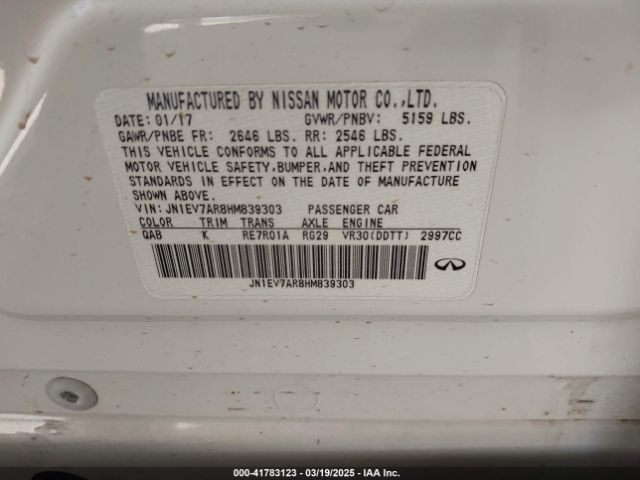 MANUFACTURED BY NISSAN MOTOR CO.,LTD.
DATE: 01/17 GVWR/PNBV: 5159 LBS.
GAWR/PNBE FR: 2646 LBS. RR: 2546 LBS.
THIS VEHICLE CONFORMS TO ALL APPLICABLE FEDERAL
MOTOR VEHICLE SAFETY, BUMPER, AND THEFT PREVENTION
STANDARDS IN EFFECT ON THE DATE OF MANUFACTURE
SHOWN ABOVE.
VIN: JN1EV7AR8HM839303 PASSENGER CAR
COLOR TRIM TRANS AXLE ENGINE
QAB K RE7R01A RG29 VR30(DDTT) 2997CC
JN1EV7AR8HM839303
INFINITI
00-41783123 - 03/19/2025 - IAA Inc.